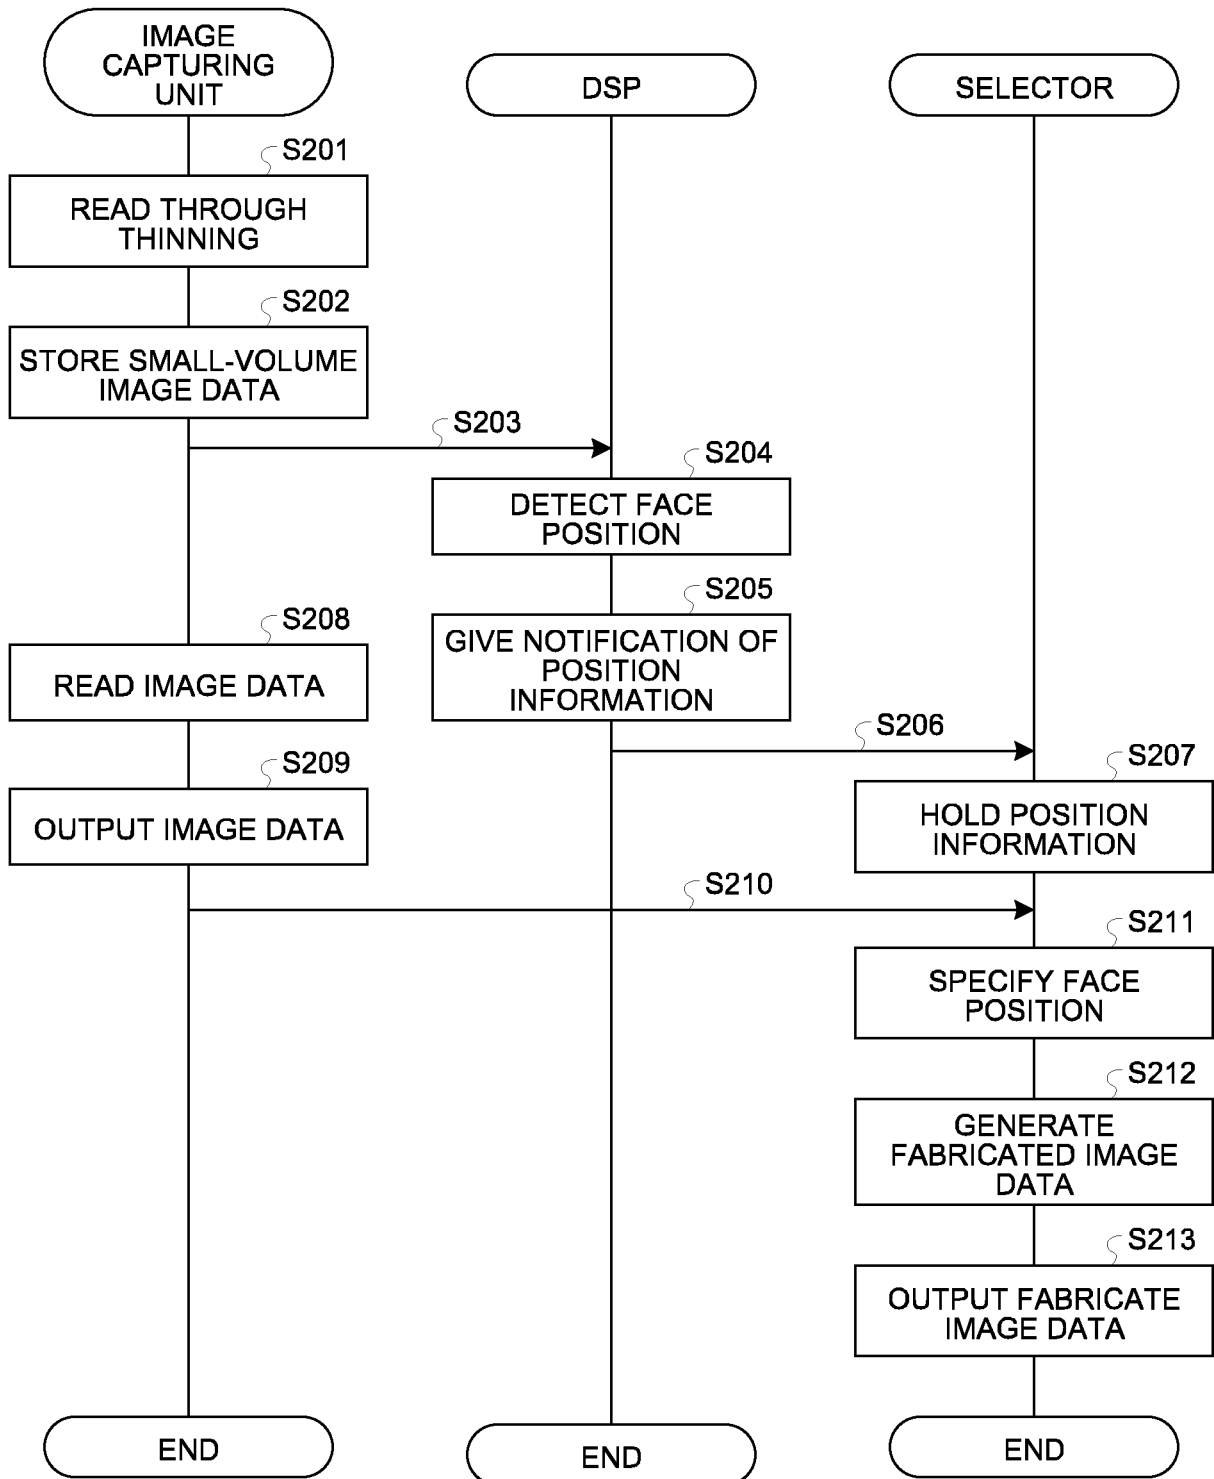 IMAGE
CAPTURING
UNIT
DSP
SELECTOR
S201
READ THROUGH
THINNING
S202
STORE SMALL-VOLUME
IMAGE DATA
S203
S204
DETECT FACE
POSITION
S205
GIVE NOTIFICATION OF
POSITION
INFORMATION
S208
READ IMAGE DATA
S206
S207
HOLD POSITION
INFORMATION
S209
OUTPUT IMAGE DATA
S210
S211
SPECIFY FACE
POSITION
S212
GENERATE
FABRICATED IMAGE
DATA
S213
OUTPUT FABRICATE
IMAGE DATA
END
END
END